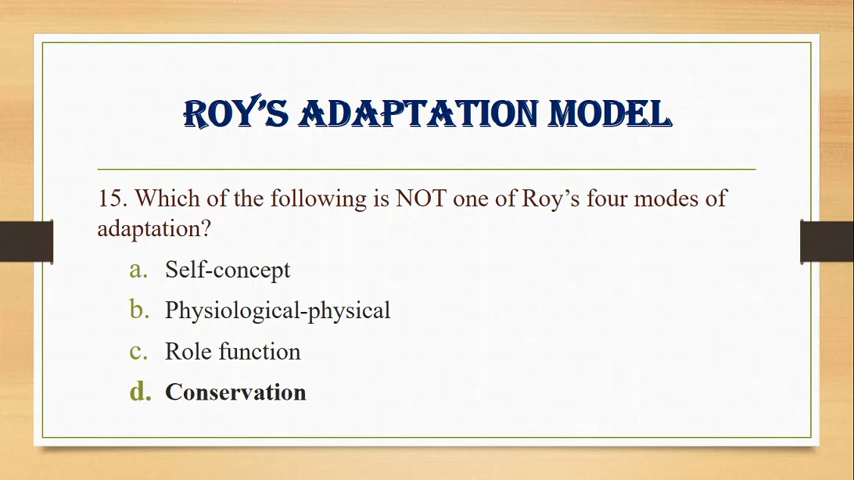 ROY'S ADAPTATION MODEL
15. Which of the following is NOT one of Roy's four modes of
adaptation?
a. Self-concept
b. Physiological-physical
c. Role function
d. Conservation